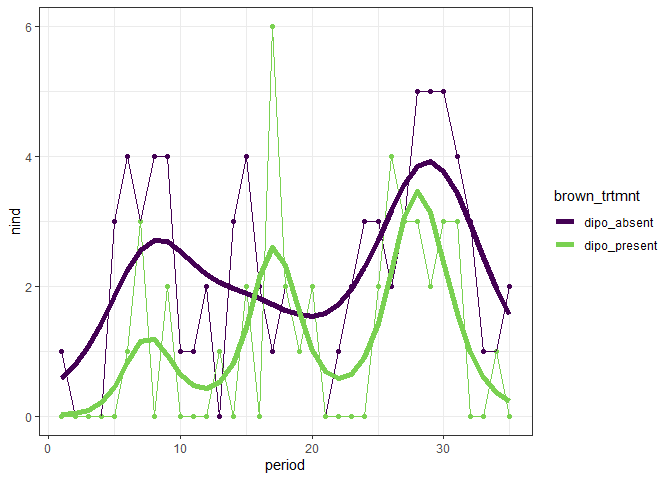 6
4
2
0
nind
0
10
20
30
period
brown_trtmnt
dipo_absent
dipo_present